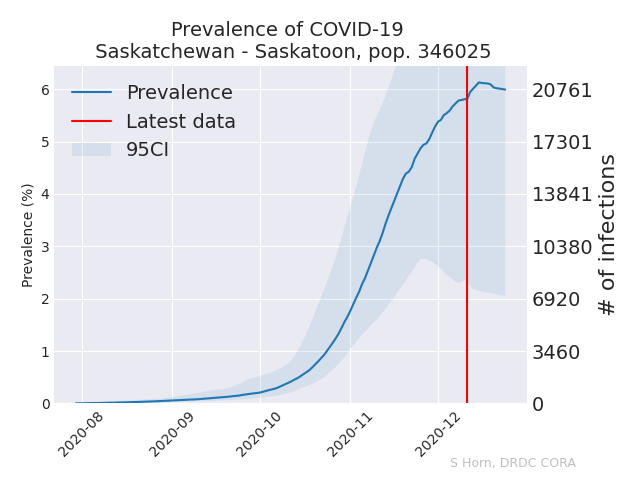 Prevalence of COVID-19
Saskatchewan - Saskatoon, pop. 346025
Prevalence
Latest data
95CI
Prevalence (%)
6
5
4
3
2
1
0
20761
17301
13841
10380
6920
3460
0
# of infections
2020-08
2020-09
2020-10
2020-11
2020-12
S Horn, DRDC CORA